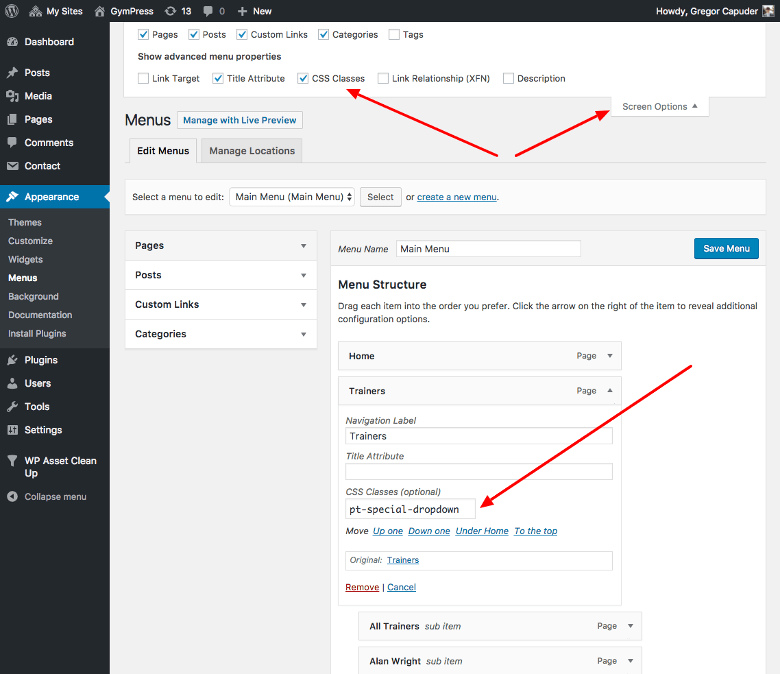 My Sites GymPress 13 0 New Howdy, Gregor Capuder
Dashboard
Posts
Media
Pages
Comments
Contact
Appearance
Themes
Customize
Widgets
Menus
Background
Documentation
Install Plugins
Plugins
Users
Tools
Settings
WP Asset Clean
Up
Collapse menu
Pages Posts Custom Links Categories Tags
Show advanced menu properties
Link Target Title Attribute CSS Classes Link Relationship (XFN) Description
Screen Options
Menus Manage with Live Preview
Edit Menus Manage Locations
Select a menu to edit: Main Menu (Main Menu) Select or create a new menu.
Pages
Posts
Custom Links
Categories
Menu Name Main Menu Save Menu
Menu Structure
Drag each item into the order you prefer. Click the arrow on the right of the item to reveal additional
configuration options.
Home Page
Trainers Page
Navigation Label
Trainers
Title Attribute
CSS Classes (optional)
pt-special-dropdown
Move Up one Down one Under Home To the top
Original: Trainers
Remove | Cancel
All Trainers sub item Page
Alan Wright sub item Page